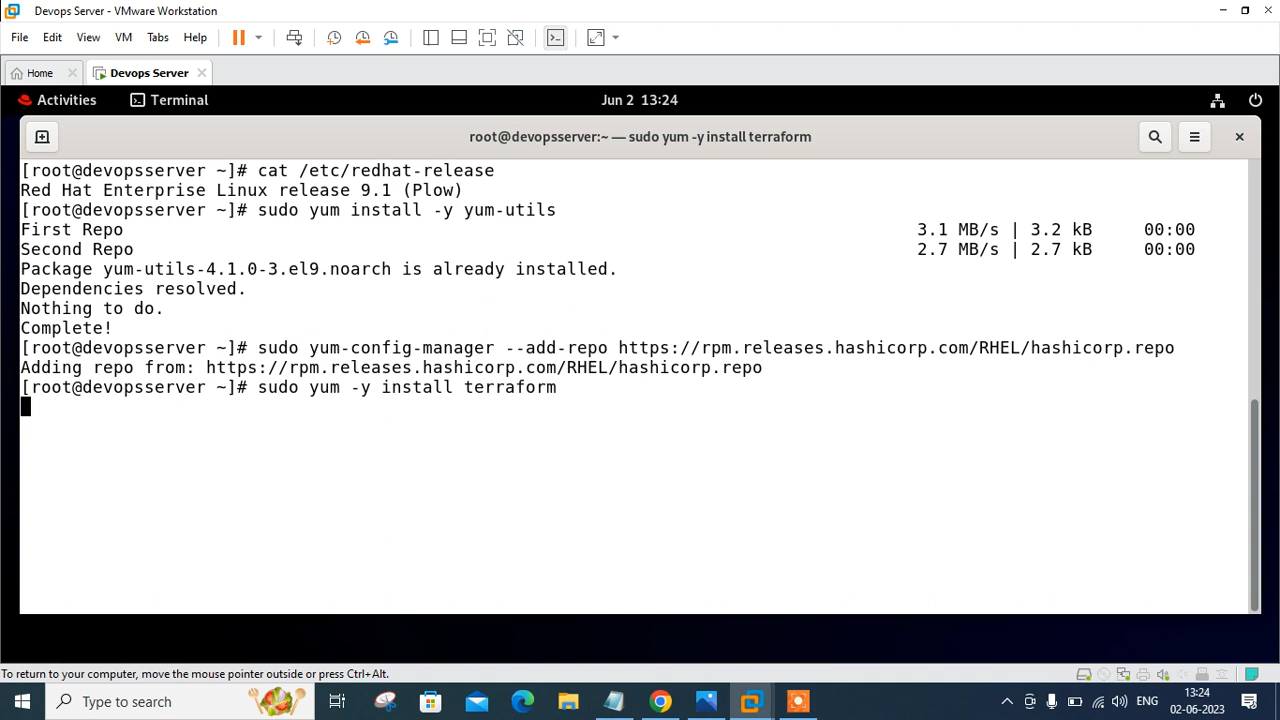 Devops Server - VMware Workstation
File Edit View VM Tabs Help
Home Devops Server
Activities Terminal Jun 2 13:24
root@devopsserver:~ — sudo yum -y install terraform
[root@devopsserver ~]# cat /etc/redhat-release
Red Hat Enterprise Linux release 9.1 (Plow)
[root@devopsserver ~]# sudo yum install -y yum-utils
First Repo 3.1 MB/s | 3.2 kB 00:00
Second Repo 2.7 MB/s | 2.7 kB 00:00
Package yum-utils-4.1.0-3.el9.noarch is already installed.
Dependencies resolved.
Nothing to do.
Complete!
[root@devopsserver ~]# sudo yum-config-manager --add-repo https://rpm.releases.hashicorp.com/RHEL/hashicorp.repo
Adding repo from: https://rpm.releases.hashicorp.com/RHEL/hashicorp.repo
[root@devopsserver ~]# sudo yum -y install terraform
To return to your computer, move the mouse pointer outside or press Ctrl+Alt.
Type to search ENG 13:24
02-06-2023